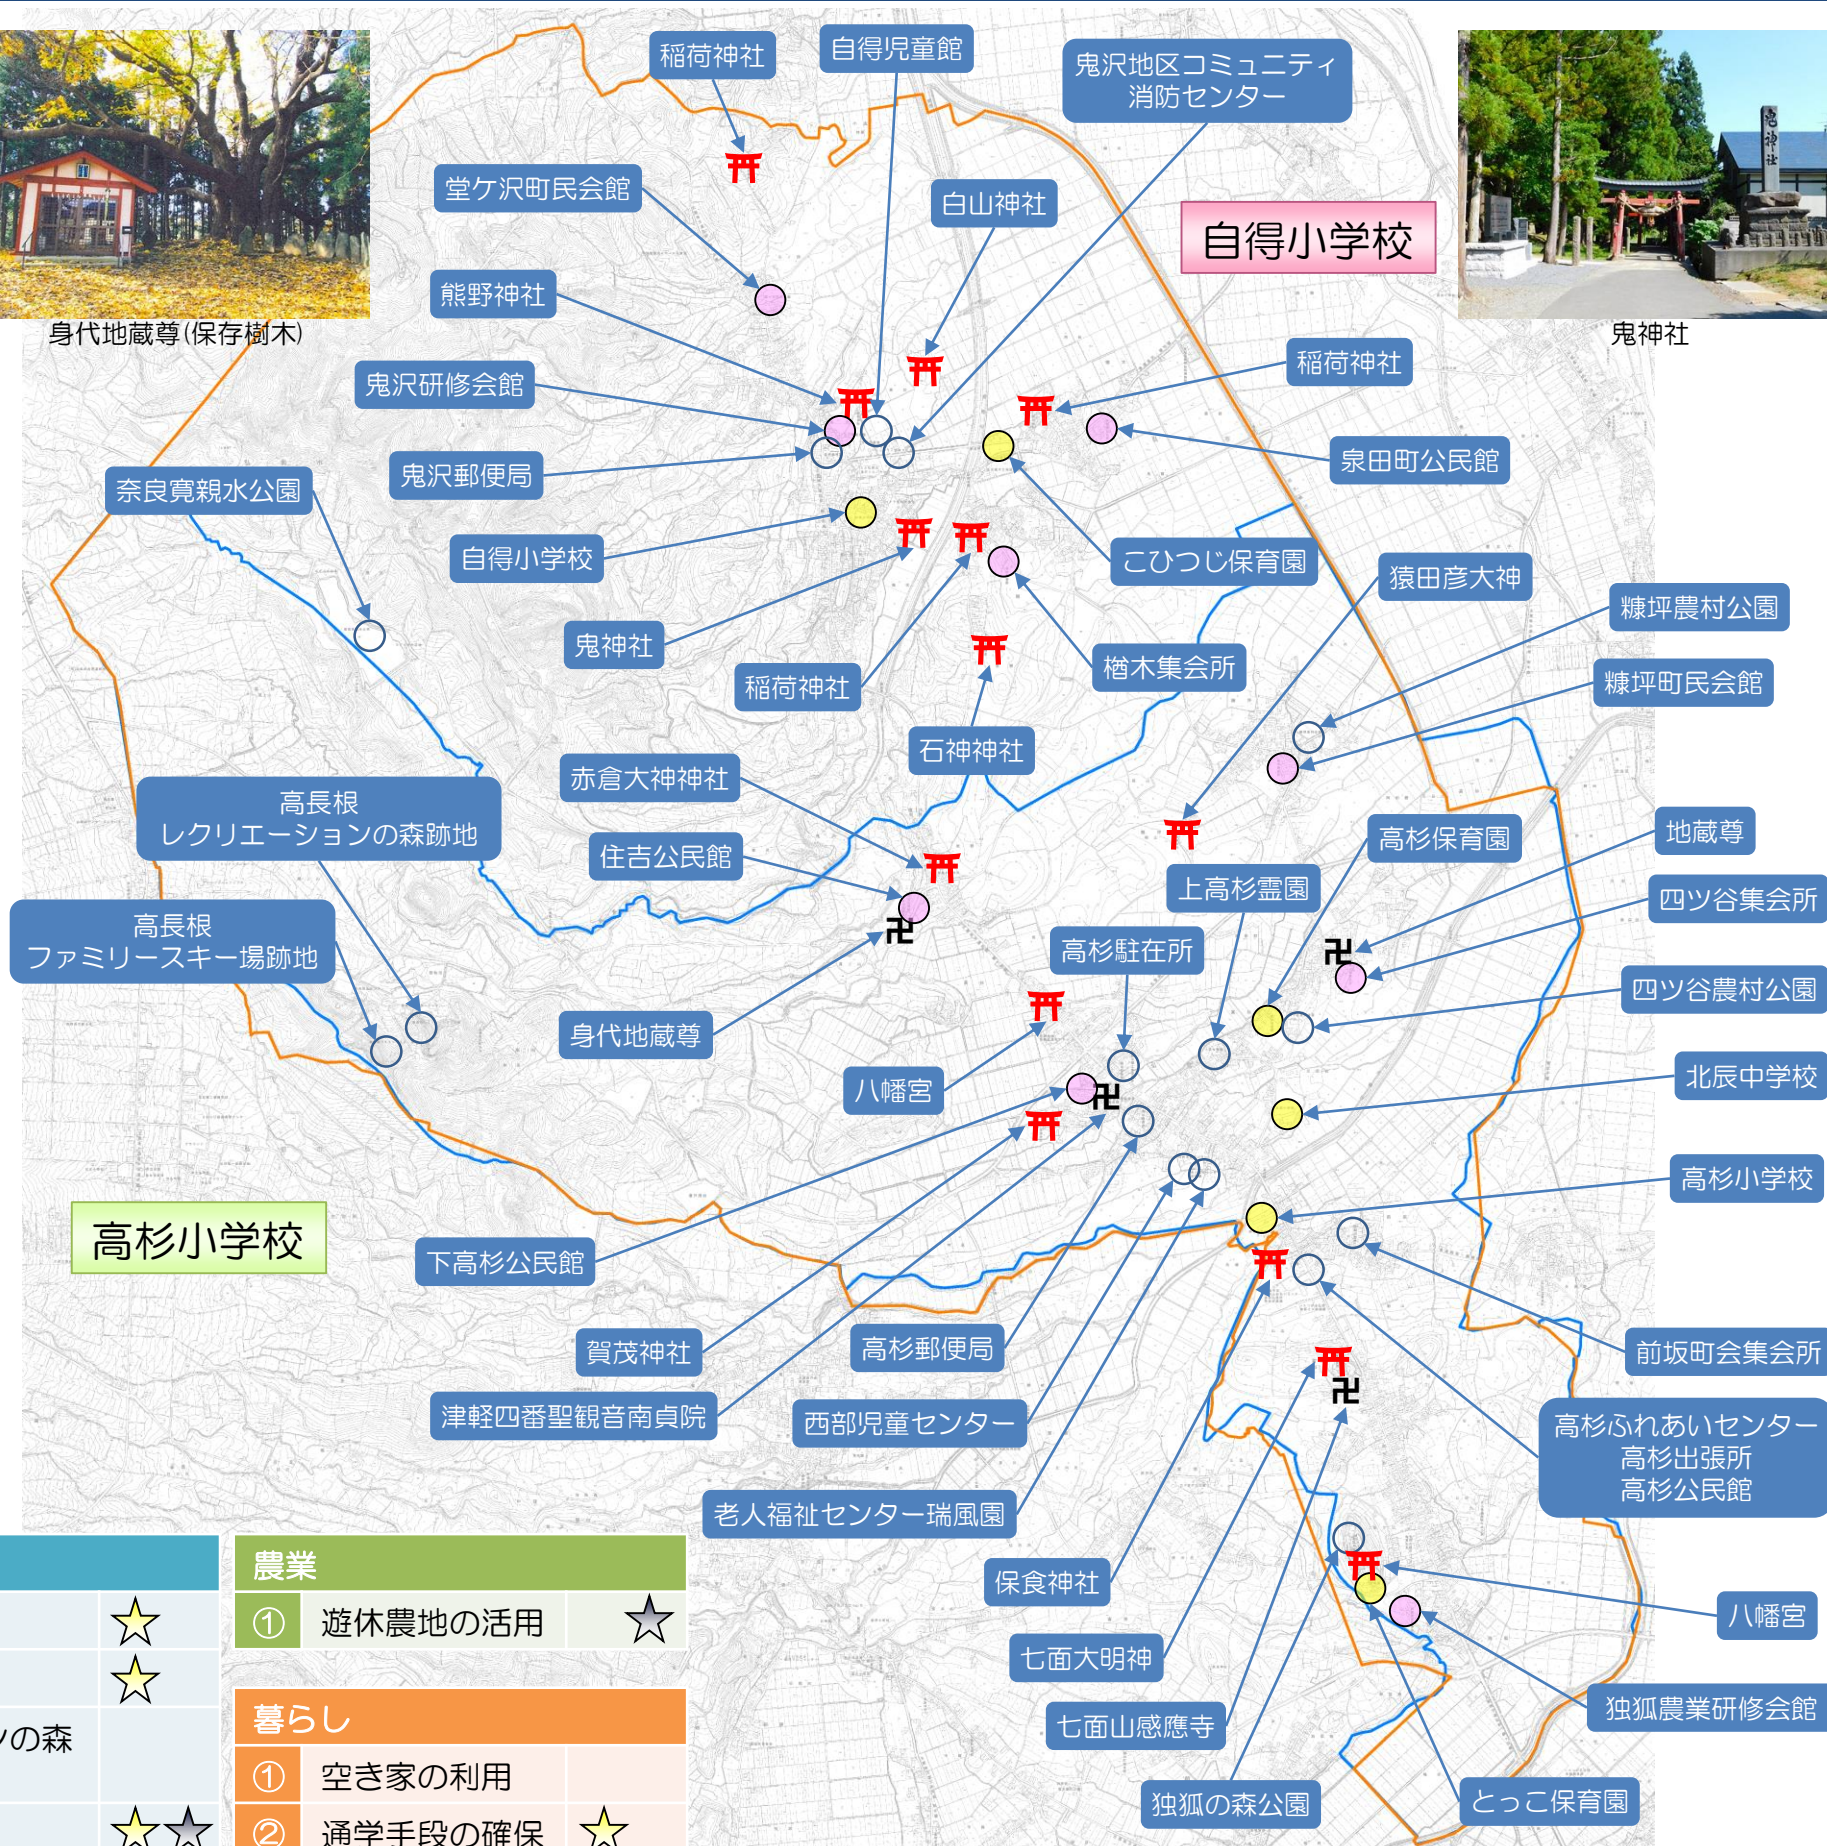 稲荷神社
自得児童館
鬼沢地区コミュニティ
消防センター
鬼神社
堂ケ沢町民会館
白山神社
自得小学校
熊野神社
身代地蔵尊(保存樹木)
鬼神社
鬼沢研修会館
稲荷神社
鬼沢郵便局
泉田町公民館
奈良寛親水公園
自得小学校
こひつじ保育園
猿田彦大神
糠坪農村公園
鬼神社
稲荷神社
楢木集会所
糠坪町民会館
石神神社
赤倉大神神社
高長根
レクリエーションの森跡地
住吉公民館
高杉保育園
地蔵尊
上高杉霊園
四ツ谷集会所
高長根
ファミリースキー場跡地
高杉駐在所
四ツ谷農村公園
身代地蔵尊
八幡宮
北辰中学校
高杉小学校
高杉小学校
下高杉公民館
賀茂神社
高杉郵便局
前坂町会集会所
津軽四番聖観音南貞院
西部児童センター
高杉ふれあいセンター
高杉出張所
高杉公民館
老人福祉センター瑞風園
保食神社
八幡宮
七面大明神
独狐農業研修会館
七面山感應寺
独狐の森公園
とっこ保育園
ンの森
農業
① 遊休農地の活用
暮らし
① 空き家の利用
② 通学手段の確保